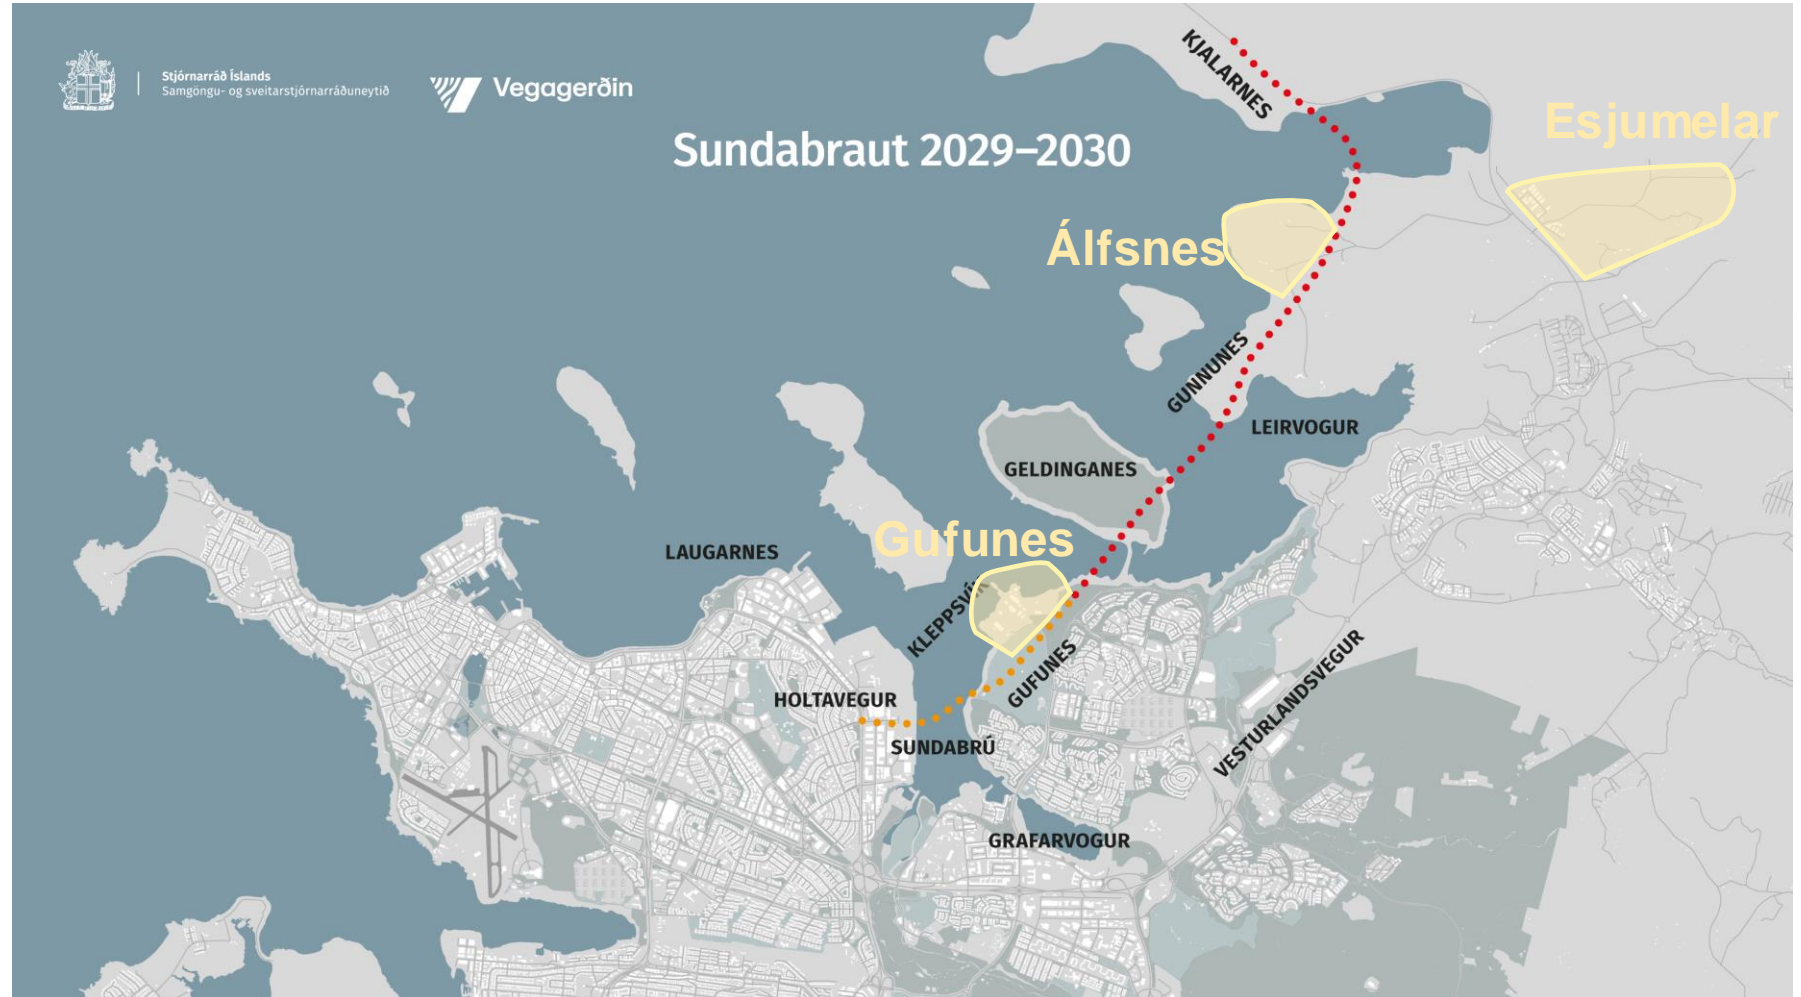 Stjórnarráð Íslands
Samgöngu- og sveitarstjórnarráðuneytið
Vegagerðin
Sundabraut 2029–2030
KJALARNES
Esjumelar
Álfsnes
GUNNUNES
LEIRVOGUR
GELDINGANES
Gufunes
LAUGARNES
KLEPPSVÍK
GUFUNES
HOLTAVEGUR
SUNDABRÚ
VESTURLANDSVEGUR
GRAFARVOGUR